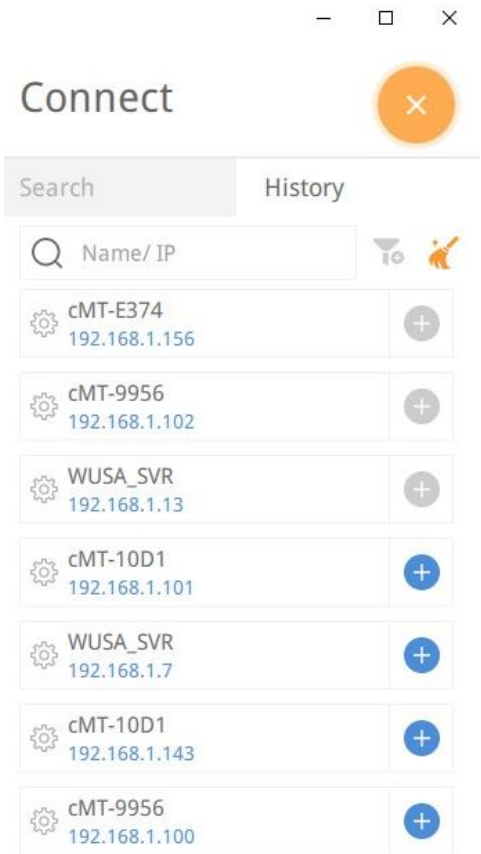 Connect
Search
History
Name/ IP
cMT-E374
192.168.1.156
cMT-9956
192.168.1.102
WUSA_SVR
192.168.1.13
cMT-10D1
192.168.1.101
WUSA_SVR
192.168.1.7
cMT-10D1
192.168.1.143
cMT-9956
192.168.1.100